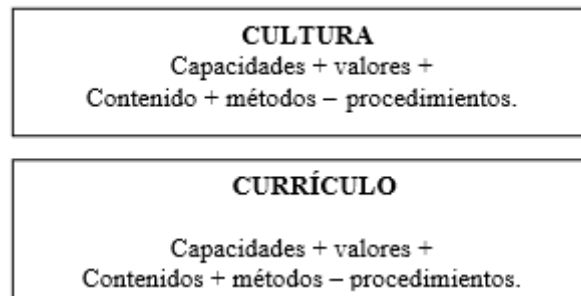 CULTURA
Capacidades + valores +
Contenido + métodos – procedimientos.
CURRÍCULO
Capacidades + valores +
Contenidos + métodos – procedimientos.